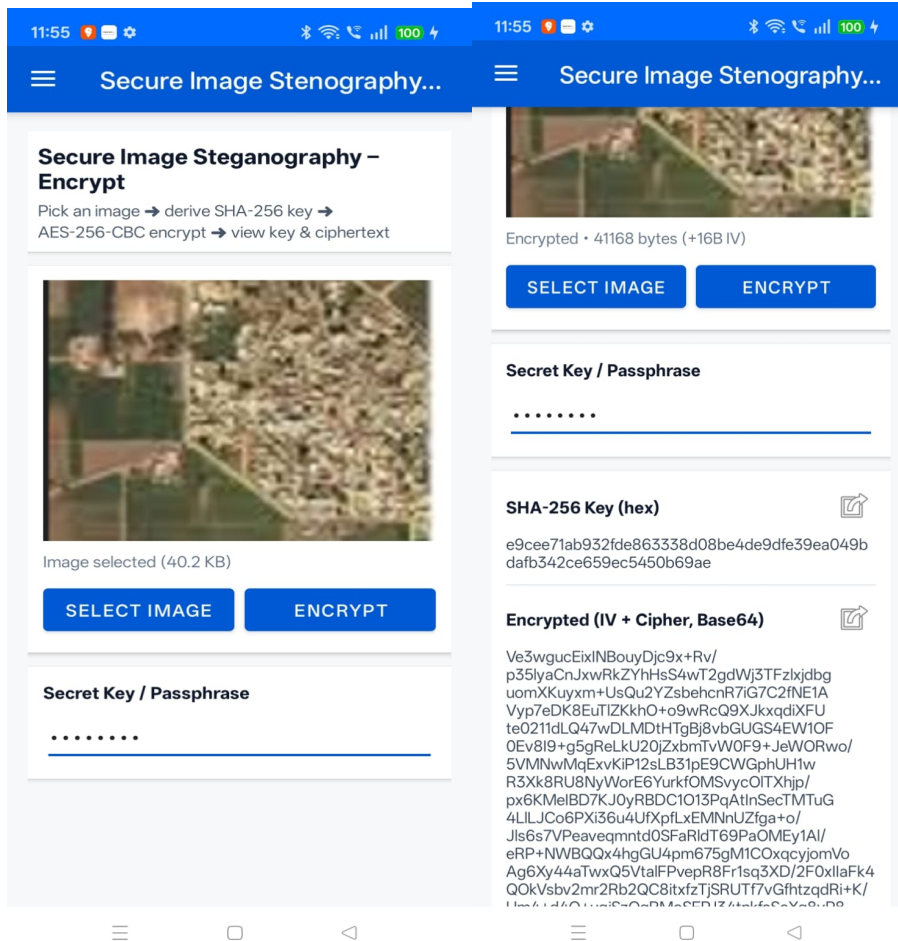 11:55
100
Secure Image Stenography...
Secure Image Steganography –
Encrypt
Pick an image ➔ derive SHA-256 key ➔
AES-256-CBC encrypt ➔ view key & ciphertext
Image selected (40.2 KB)
SELECT IMAGE
ENCRYPT
Secret Key / Passphrase
••••••••
11:55
100
Secure Image Stenography...
Encrypted • 41168 bytes (+16B IV)
SELECT IMAGE
ENCRYPT
Secret Key / Passphrase
••••••••
SHA-256 Key (hex)
e9cee71ab932fde863338d08be4de9dfe39ea049b
dafb342ce659ec5450b69ae
Encrypted (IV + Cipher, Base64)
Ve3wgucEixlNBouyDjc9x+Rv/
p35lyaCnJxwRkZYhHsS4wT2gdWj3TFzlxjdbg
uomXKuyxm+UsQu2YZsbehcnR7iG7C2fNE1A
Vyp7eDK8EuTlZKkhO+o9wRcQ9XJkxqdiXFU
te0211dLQ47wDLMDtHTgBj8vbGUGS4EW1OF
0Ev8I9+g5gReLkU20jZxbmTvW0F9+JeWORwo/
5VMNwMqExvKiP12sLB31pE9CWGphUH1w
R3Xk8RU8NyWorE6YurkfOMSvycOlTXhjp/
px6KMelBD7KJ0yRBDC1O13PqAtlnSecTMTuG
4LlLJCo6PXi36u4UfXpfLxEMNnUZfga+o/
Jls6s7VPeaveqmntd0SFaRldT69PaOMEy1Al/
eRP+NWBQQx4hgGU4pm675gM1COxqcyjomVo
Ag6Xy44aTwxQ5VtalFPvepR8Fr1sq3XD/2F0xllaFk4
QOkVsbv2mr2Rb2QC8itxfzTjSRUTf7vGfhtzqdRi+K/